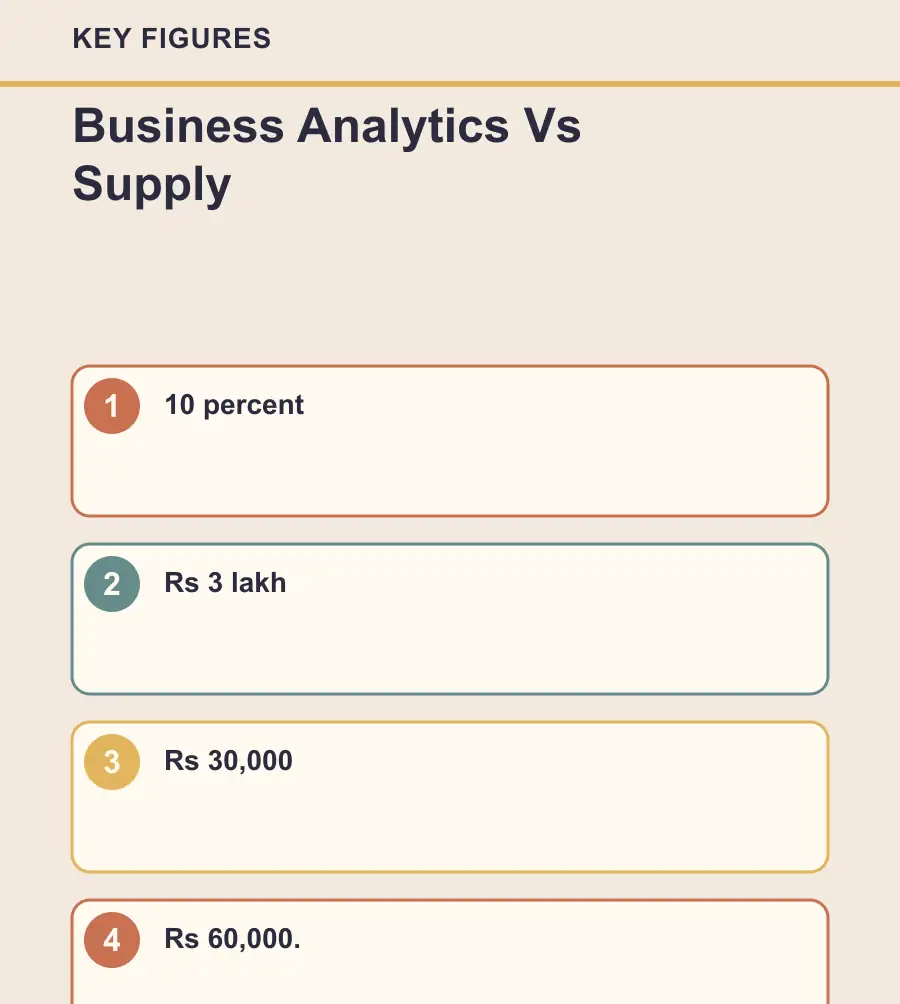 KEY FIGURES
Business Analytics Vs
Supply
1 10 percent
2 Rs 3 lakh
3 Rs 30,000
4 Rs 60,000.